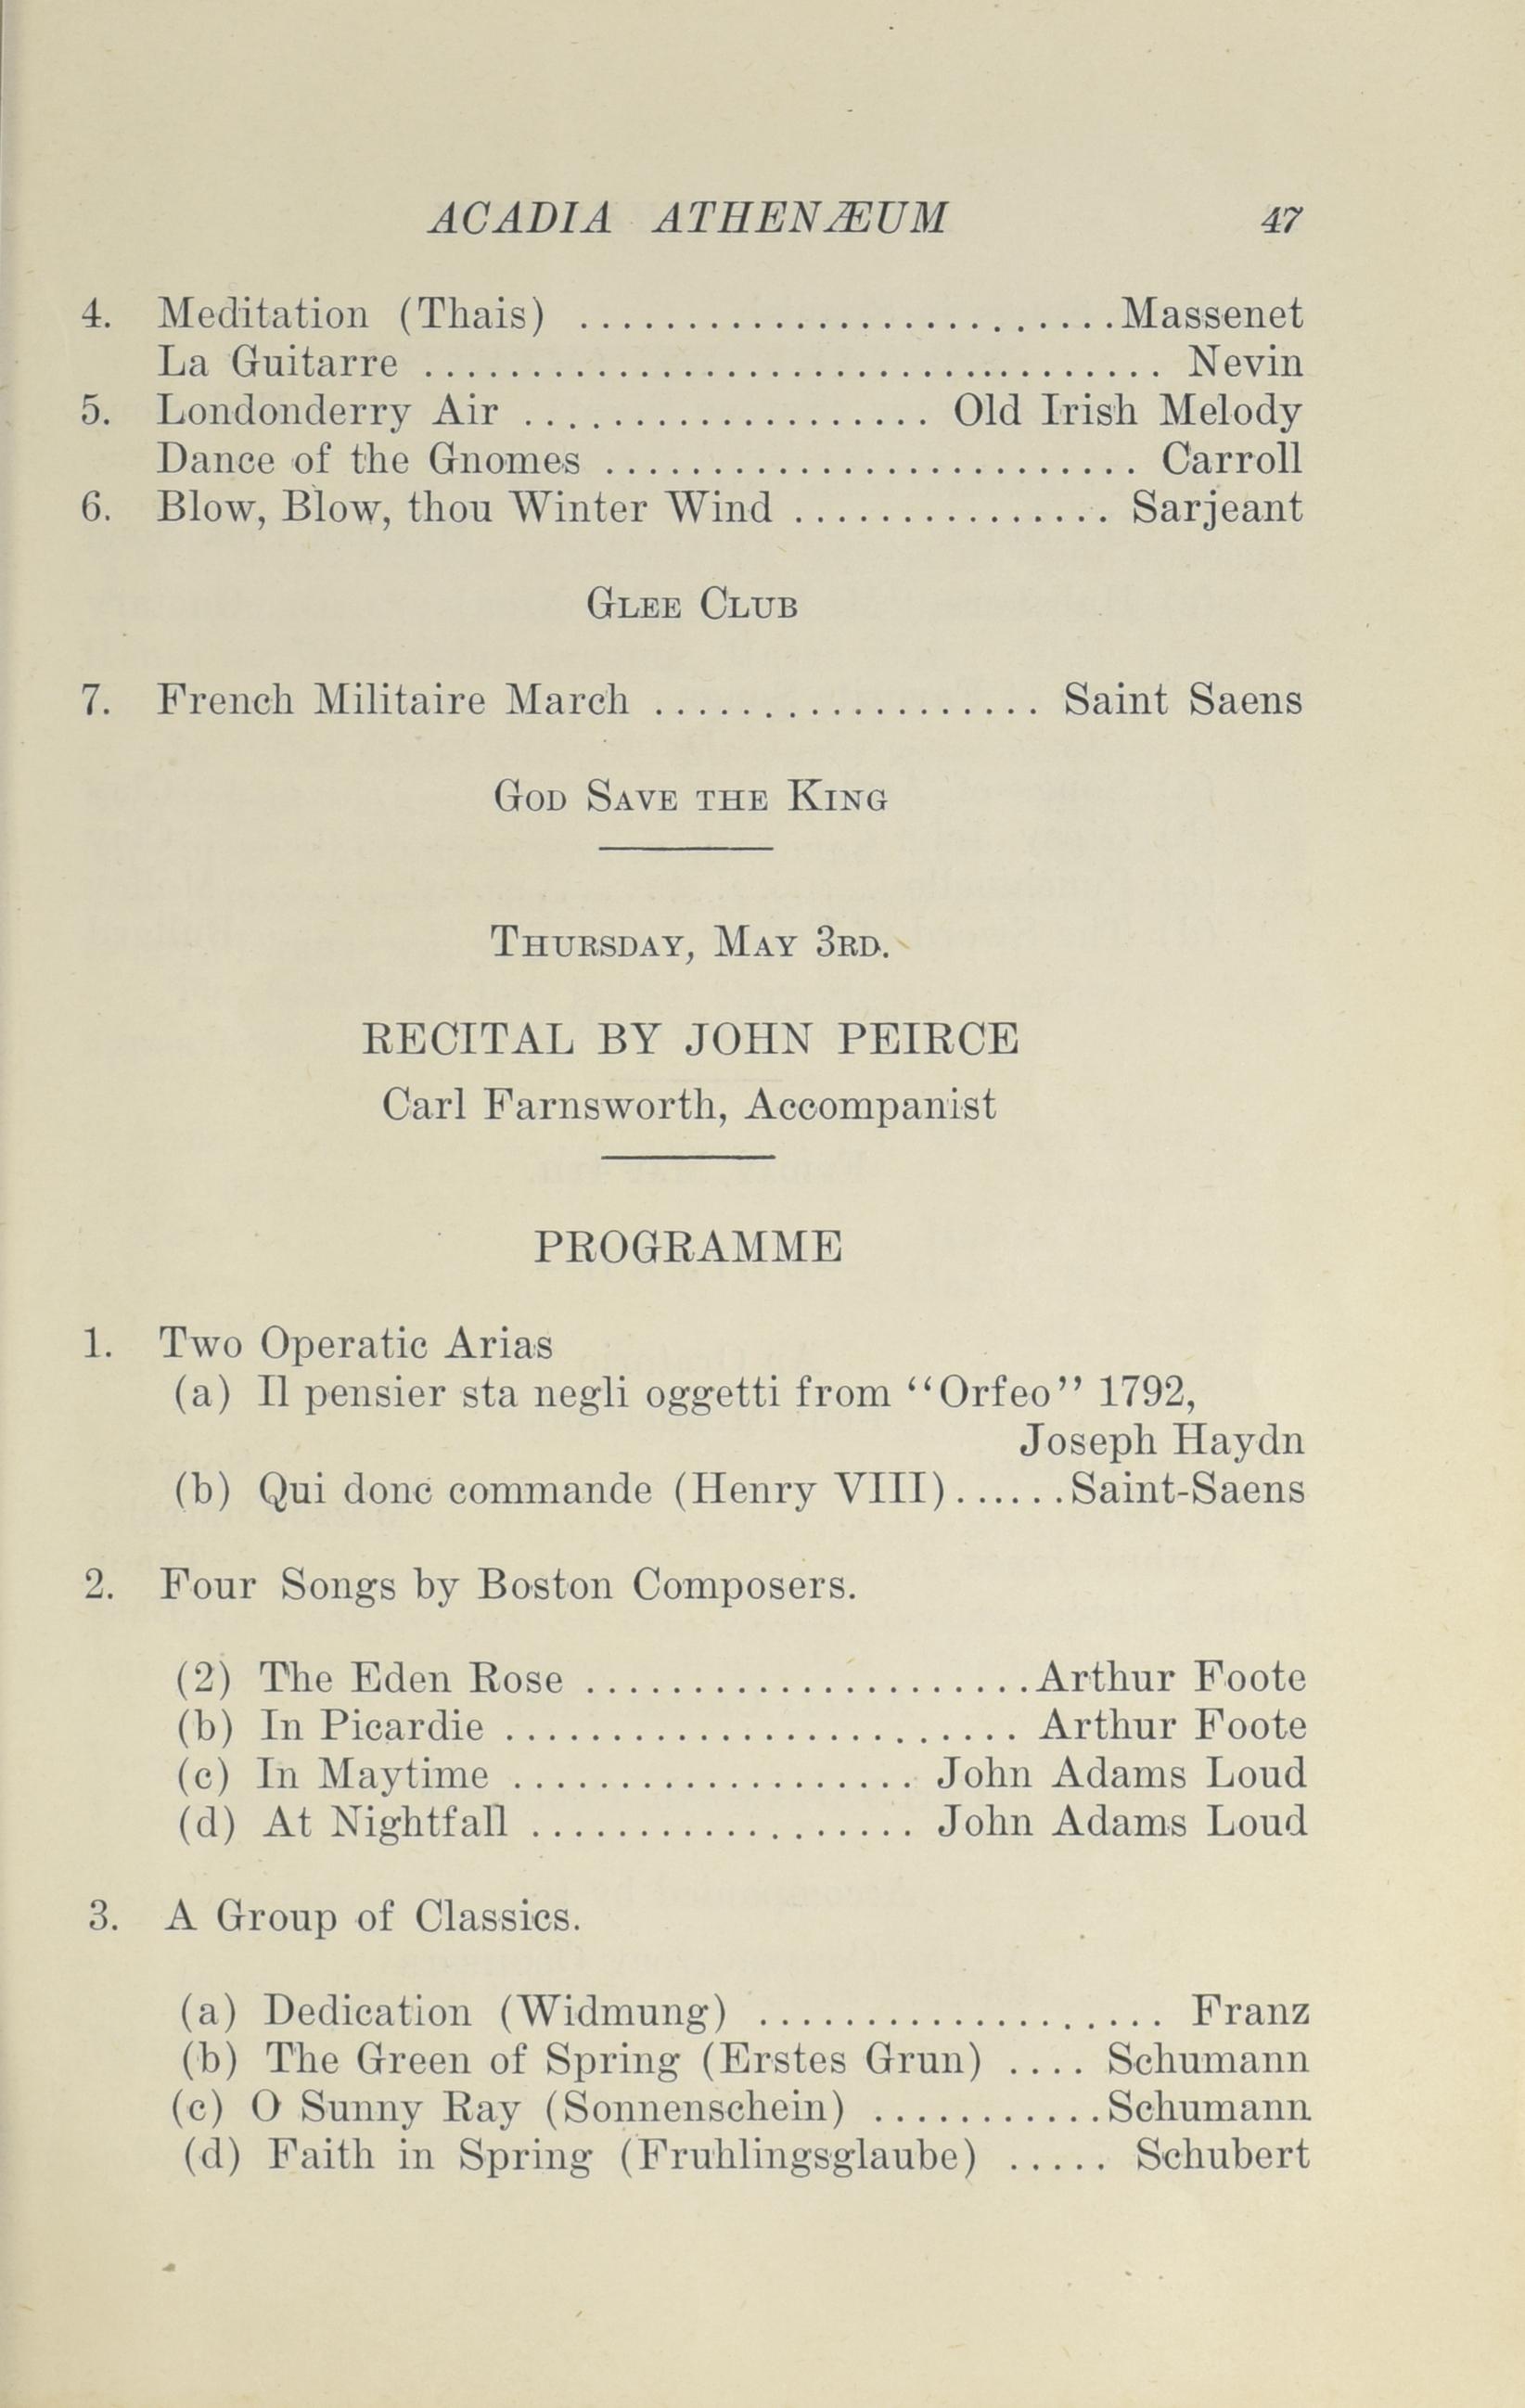 ACADIA ATHENÆUM 47
4. Meditation (Thais) .........................Massenet
La Guitarre .................................. Nevin
5. Londonderry Air ................... Old Irish Melody
Dance of the Gnomes ......................... Carroll
6. Blow, Blow, thou Winter Wind ............... Sarjeant
GLEE CLUB
7. French Militaire March .................. Saint Saens
GOD SAVE THE KING
THURSDAY, MAY 3RD.
RECITAL BY JOHN PEIRCE
Carl Farnsworth, Accompanist
PROGRAMME
1. Two Operatic Arias
(a) Il pensier sta negli oggetti from "Orfeo" 1792,
Joseph Haydn
(b) Qui donc commande (Henry VIII)......Saint-Saens
2. Four Songs by Boston Composers.
(2) The Eden Rose .....................Arthur Foote
(b) In Picardie ........................ Arthur Foote
(c) In Maytime ................... John Adams Loud
(d) At Nightfall .................. John Adams Loud
3. A Group of Classics.
(a) Dedication (Widmung) ................... Franz
(b) The Green of Spring (Erstes Grun) .... Schumann
(c) O Sunny Ray (Sonnenschein) ...........Schumann
(d) Faith in Spring (Fruhlingsglaube) ..... Schubert